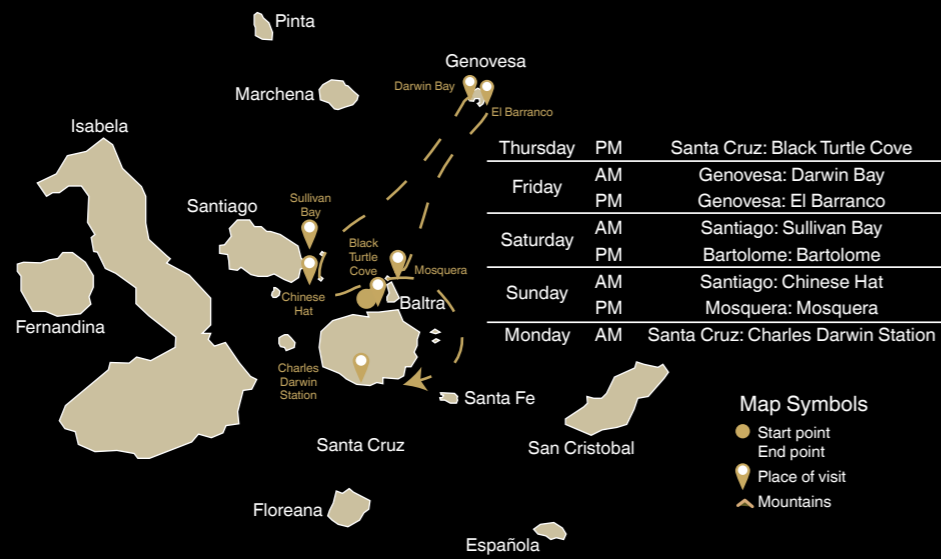 Pinta
Genovesa
Darwin Bay
Marchena
El Barranco
Isabela
Thursday PM Santa Cruz: Black Turtle Cove
Friday AM Genovesa: Darwin Bay
PM Genovesa: El Barranco
Saturday AM Santiago: Sullivan Bay
PM Bartolome: Bartolome
Sunday AM Santiago: Chinese Hat
PM Mosquera: Mosquera
Monday AM Santa Cruz: Charles Darwin Station
Sullivan
Bay
Santiago
Black
Turtle
Cove
Mosquera
Chinese
Hat
Baltra
Fernandina
Charles
Darwin
Station
Santa Fe
Santa Cruz
San Cristobal
Floreana
Española
Map Symbols
Start point
End point
Place of visit
Mountains